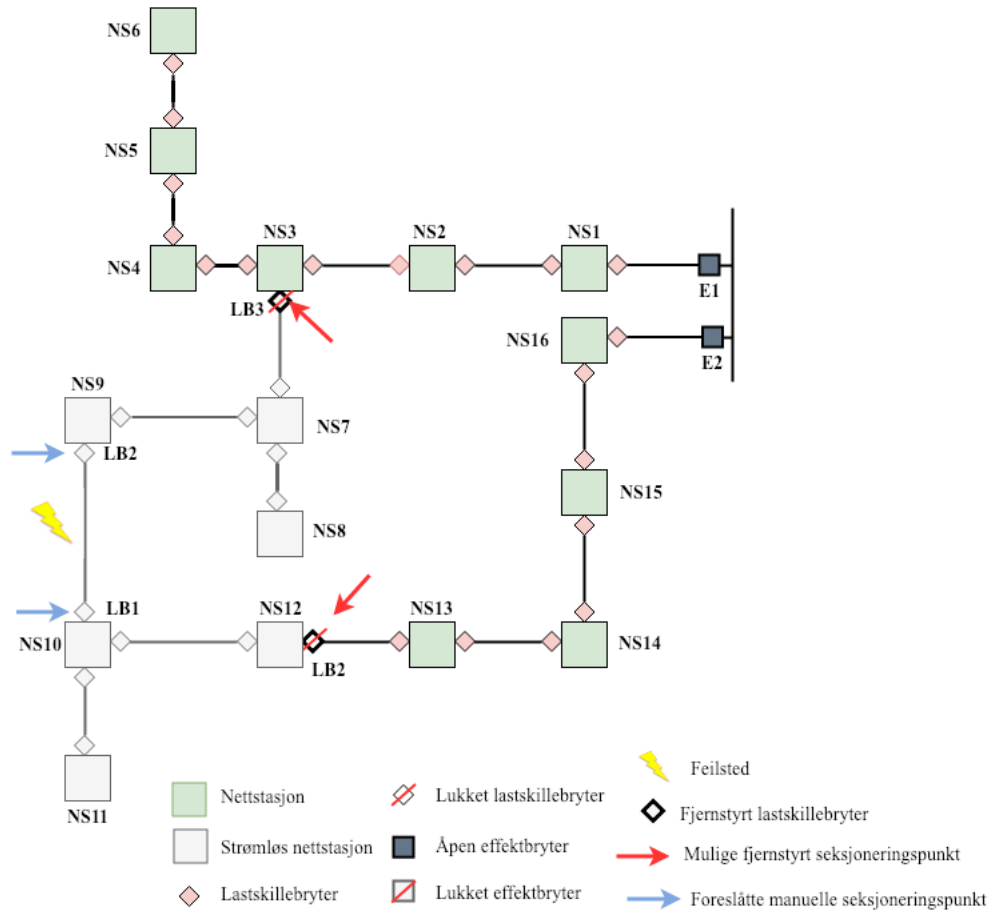 NS6
NS5
NS3
NS2
NS1
NS4
LB3
E1
NS16
E2
NS9
NS7
LB2
NS15
NS8
LB1
NS12
NS13
NS10
NS14
LB2
NS11
Feilsted
Nettstasjon
Lukket lastskillebryter
Fjernstyrt lastskillebryter
Strømløs nettstasjon
Åpen effektbryter
Mulige fjernstyrt seksjoneringspunkt
Lastskillebryter
Lukket effektbryter
Foreslåtte manuelle seksjoneringspunkt